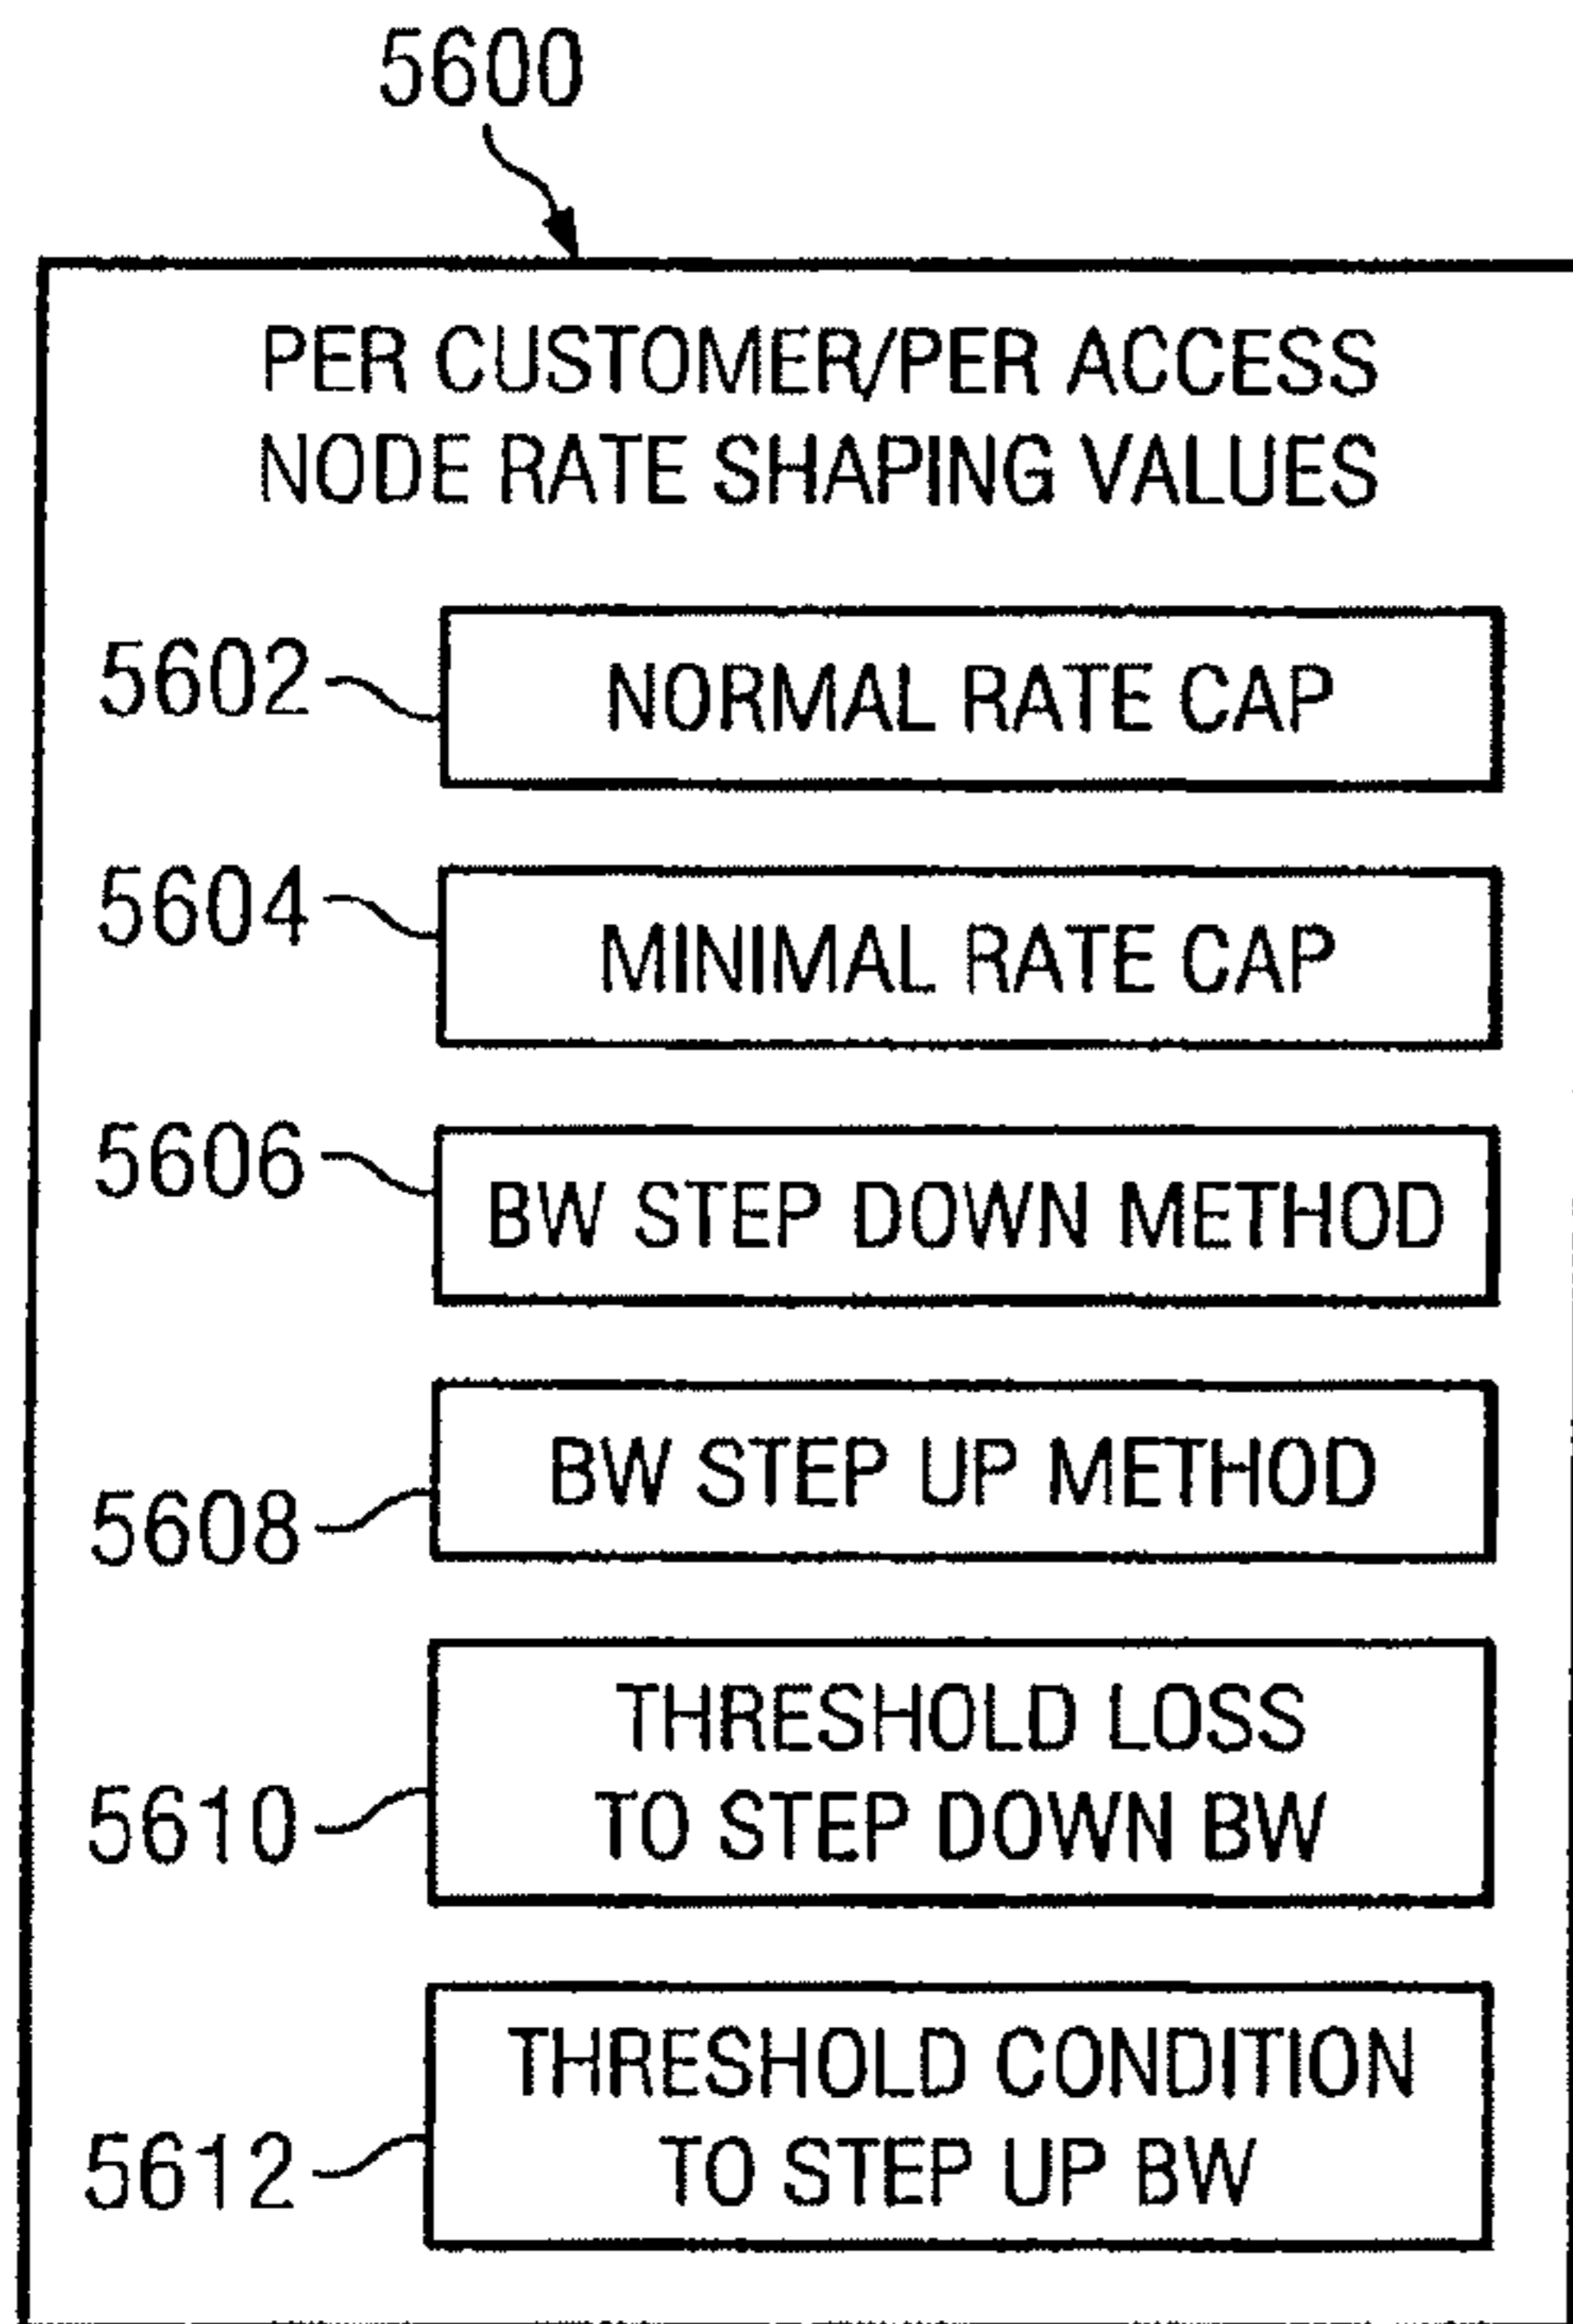 5600
PER CUSTOMER/PER ACCESS
NODE RATE SHAPING VALUES
5602
NORMAL RATE CAP
5604
MINIMAL RATE CAP
5606
BW STEP DOWN METHOD
BW STEP UP METHOD
5608
THRESHOLD LOSS
TO STEP DOWN BW
5610
THRESHOLD CONDITION
TO STEP UP BW
5612